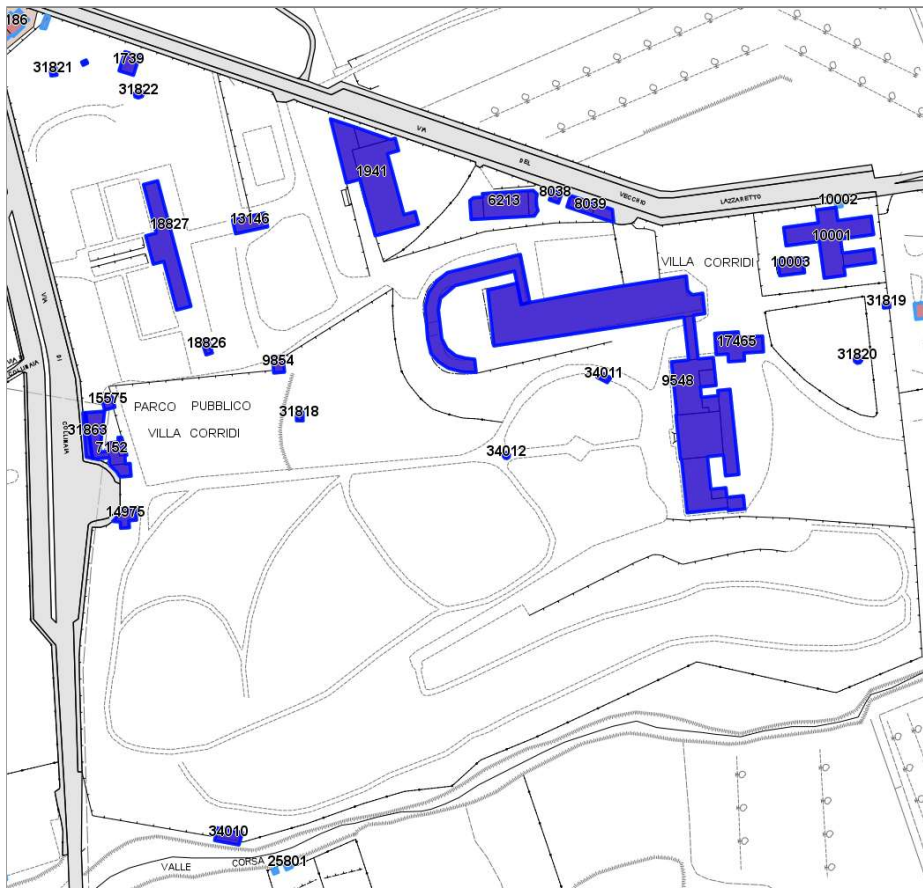 186
1739
31821
31822
VIA
DEL
1941
6213
8038
8039
VECCHIO
LAZZARETTO
10002
18827
13146
10001
VILLA CORRIDI
10003
VIA
DI
31819
18826
17465
31820
9854
34011
9548
15575
PARCO PUBBLICO
31818
31863
VILLA CORRIDI
7152
34012
14975
34010
VALLE CORSA
25801